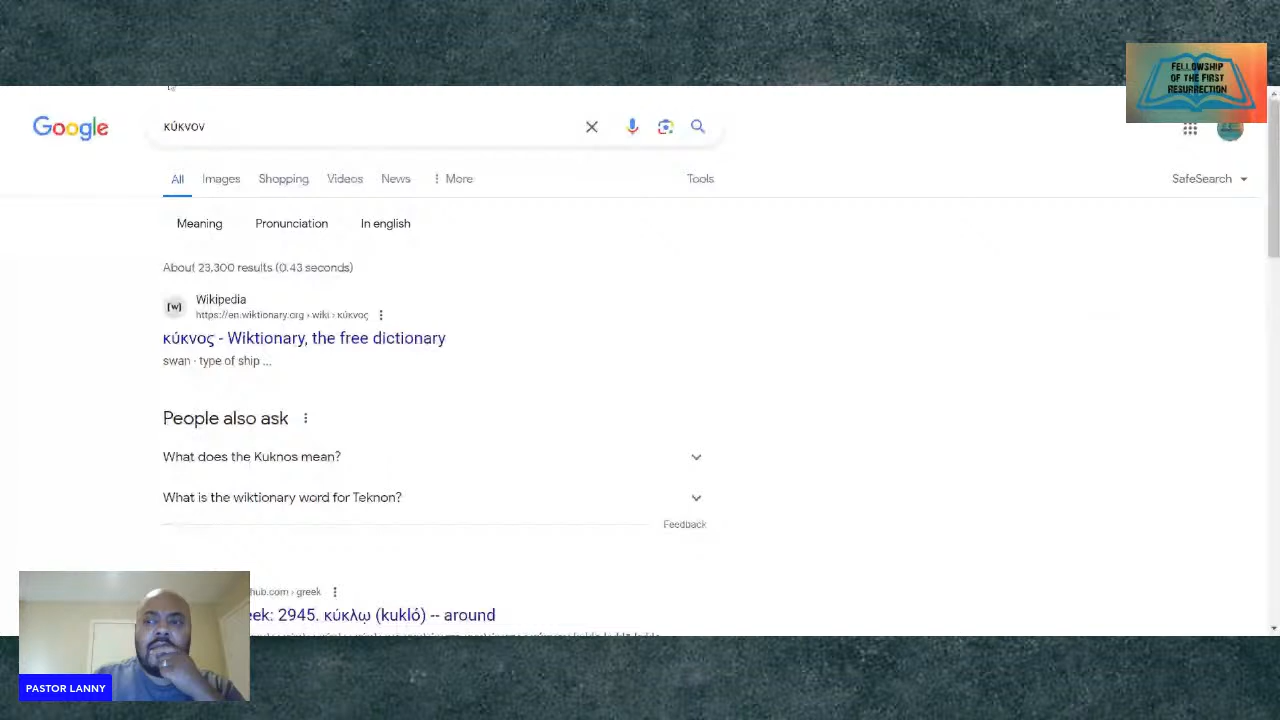 FELLOWSHIP
OF THE FIRST
RESURRECTION
Google
κύκνον
All
Images
Shopping
Videos
News
More
Tools
SafeSearch
Meaning
Pronunciation
In english
About 23,300 results (0.43 seconds)
[w]
Wikipedia
https://en.wiktionary.org › wiki › κύκνος
κύκνος - Wiktionary, the free dictionary
swan · type of ship ...
People also ask
What does the Kuknos mean?
What is the wiktionary word for Teknon?
Feedback
hub.com › greek
eek: 2945. κύκλῳ (kukló) -- around
PASTOR LANNY